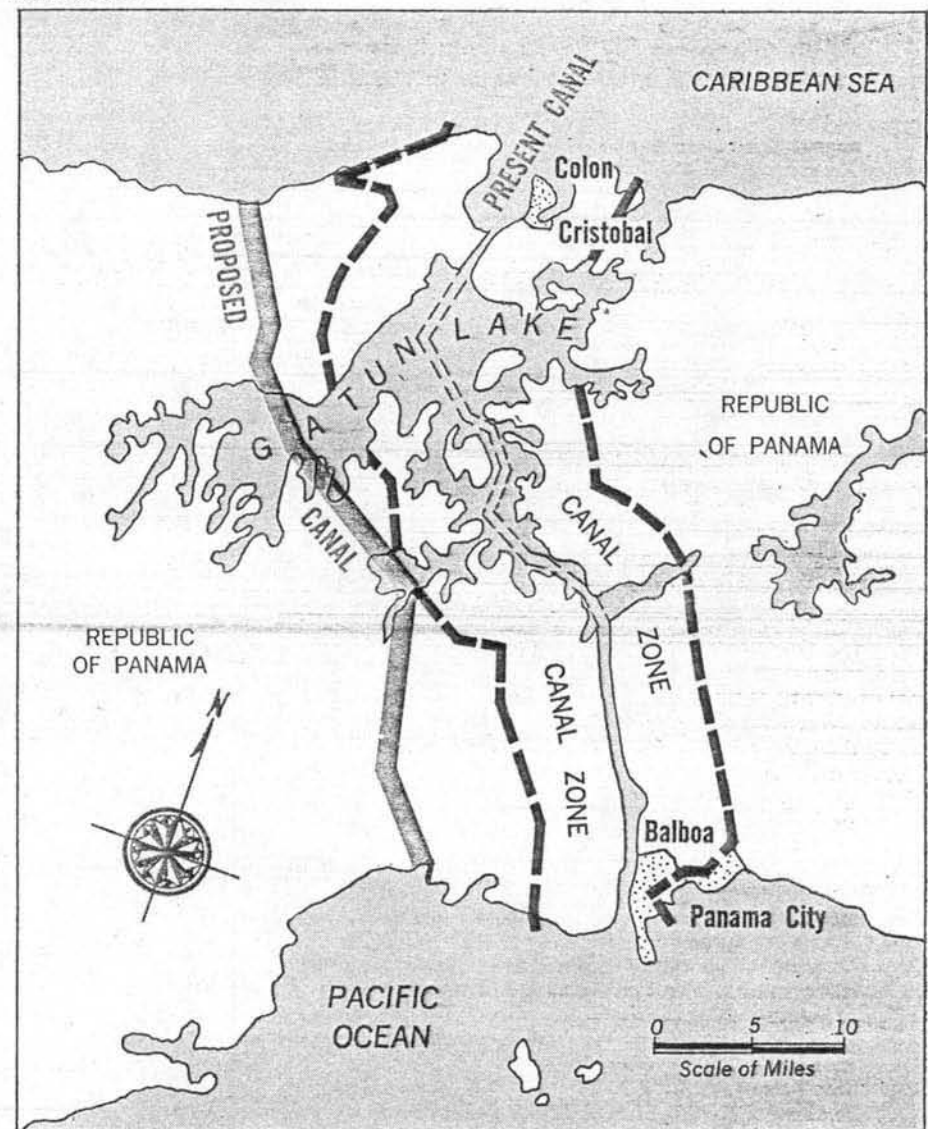 CARIBBEAN SEA
PRESENT CANAL
Colon
Cristobal
PROPOSED
CANAL
GATUN LAKE
REPUBLIC
OF PANAMA
CANAL
ZONE
REPUBLIC
OF PANAMA
CANAL
ZONE
N
Balboa
Panama City
PACIFIC
OCEAN
0 5 10
Scale of Miles